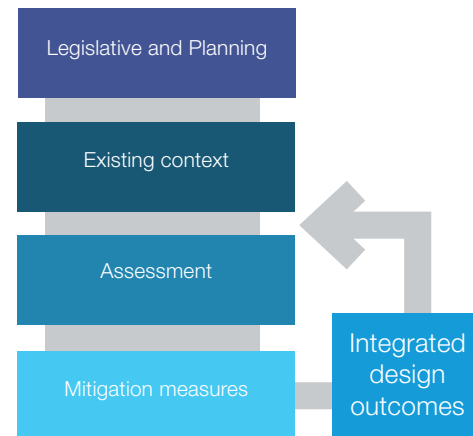 Legislative and Planning
Existing context
Assessment
Mitigation measures
Integrated
design
outcomes